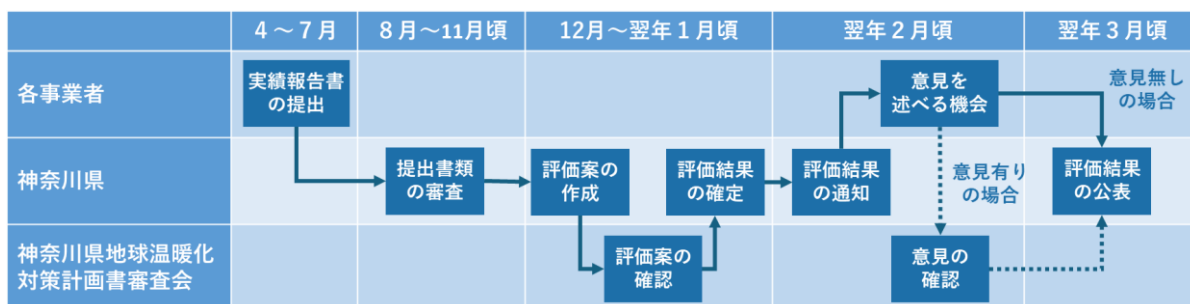 4～7月
8月～11月頃
12月～翌年1月頃
翌年2月頃
翌年3月頃
各事業者
実績報告書
の提出
意見を
述べる機会
意見無し
の場合
神奈川県
提出書類
の審査
評価案の
作成
評価結果
の確定
評価結果
の通知
意見有り
の場合
評価結果
の公表
神奈川県地球温暖化
対策計画書審査会
評価案の
確認
意見の
確認